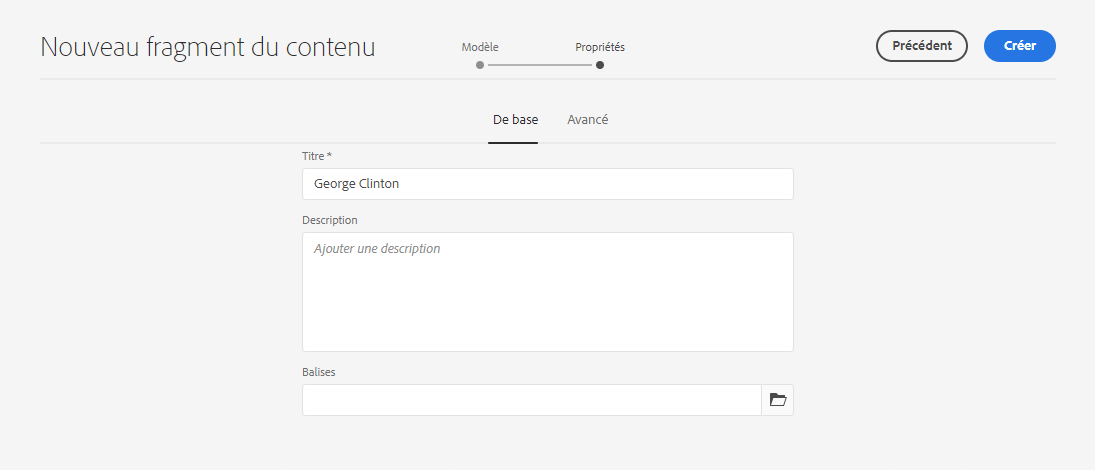 Nouveau fragment du contenu
Modèle
Propriétés
Précédent
Créer
De base
Avancé
Titre *
George Clinton
Description
Ajouter une description
Balises